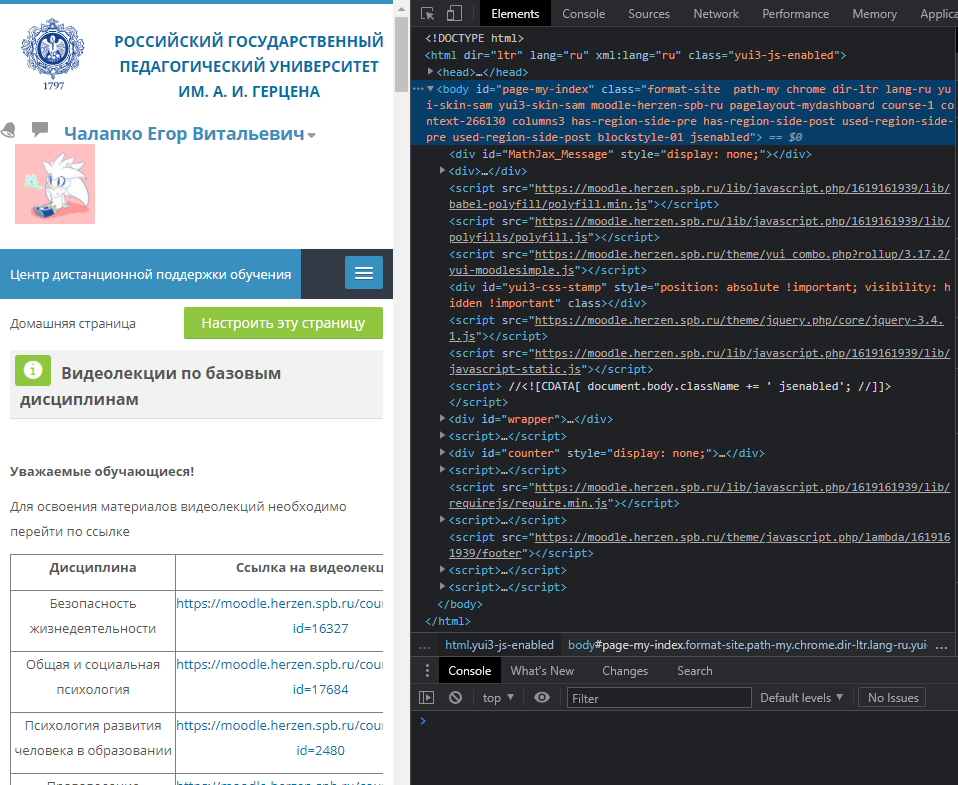 РОССИЙСКИЙ ГОСУДАРСТВЕННЫЙ
ПЕДАГОГИЧЕСКИЙ УНИВЕРСИТЕТ
ИМ. А. И. ГЕРЦЕНА
1797
Чалапко Егор Витальевич
Центр дистанционной поддержки обучения
Домашняя страница
Настроить эту страницу
Видеолекции по базовым
дисциплинам
Уважаемые обучающиеся!
Для освоения материалов видеолекций необходимо
перейти по ссылке
Дисциплина Ссылка на видеолекц
Безопасность
жизнедеятельности
https://moodle.herzen.spb.ru/cou
id=16327
Общая и социальная
психология
https://moodle.herzen.spb.ru/cou
id=17684
Психология развития
человека в образовании
https://moodle.herzen.spb.ru/cou
id=2480
Elements Console Sources Network Performance Memory Applica
<!DOCTYPE html>
<html dir="ltr" lang="ru" xml:lang="ru" class="yui3-js-enabled">
<head>…</head>
<body id="page-my-index" class="format-site  path-my chrome dir-ltr lang-ru yu
i-skin-sam yui3-skin-sam moodle-herzen-spb-ru pagelayout-mydashboard course-1 co
ntext-266130 columns3 has-region-side-pre has-region-side-post used-region-side-
pre used-region-side-post blockstyle-01 jsenabled"> == $0
<div id="MathJax_Message" style="display: none;"></div>
<div>…</div>
<script src="https://moodle.herzen.spb.ru/lib/javascript.php/1619161939/lib/
babel-polyfill/polyfill.min.js"></script>
<script src="https://moodle.herzen.spb.ru/lib/javascript.php/1619161939/lib/
polyfills/polyfill.js"></script>
<script src="https://moodle.herzen.spb.ru/theme/yui_combo.php?rollup/3.17.2/
yui-moodlesimple.js"></script>
<div id="yui3-css-stamp" style="position: absolute !important; visibility: h
idden !important" class></div>
<script src="https://moodle.herzen.spb.ru/theme/jquery.php/core/jquery-3.4.
1.js"></script>
<script src="https://moodle.herzen.spb.ru/lib/javascript.php/1619161939/lib/
javascript-static.js"></script>
<script> //<![CDATA[ document.body.className += ' jsenabled'; //]]>
</script>
<div id="wrapper">…</div>
<script>…</script>
<div id="counter" style="display: none;">…</div>
<script>…</script>
<script src="https://moodle.herzen.spb.ru/lib/javascript.php/1619161939/lib/
requirejs/require.min.js"></script>
<script>…</script>
<script src="https://moodle.herzen.spb.ru/theme/javascript.php/lambda/161916
1939/footer"></script>
<script>…</script>
<script>…</script>
</body>
</html>
… html.yui3-js-enabled body#page-my-index.format-site.path-my.chrome.dir-ltr.lang-ru.yui- …
Console What's New Changes Search
top Filter Default levels No Issues